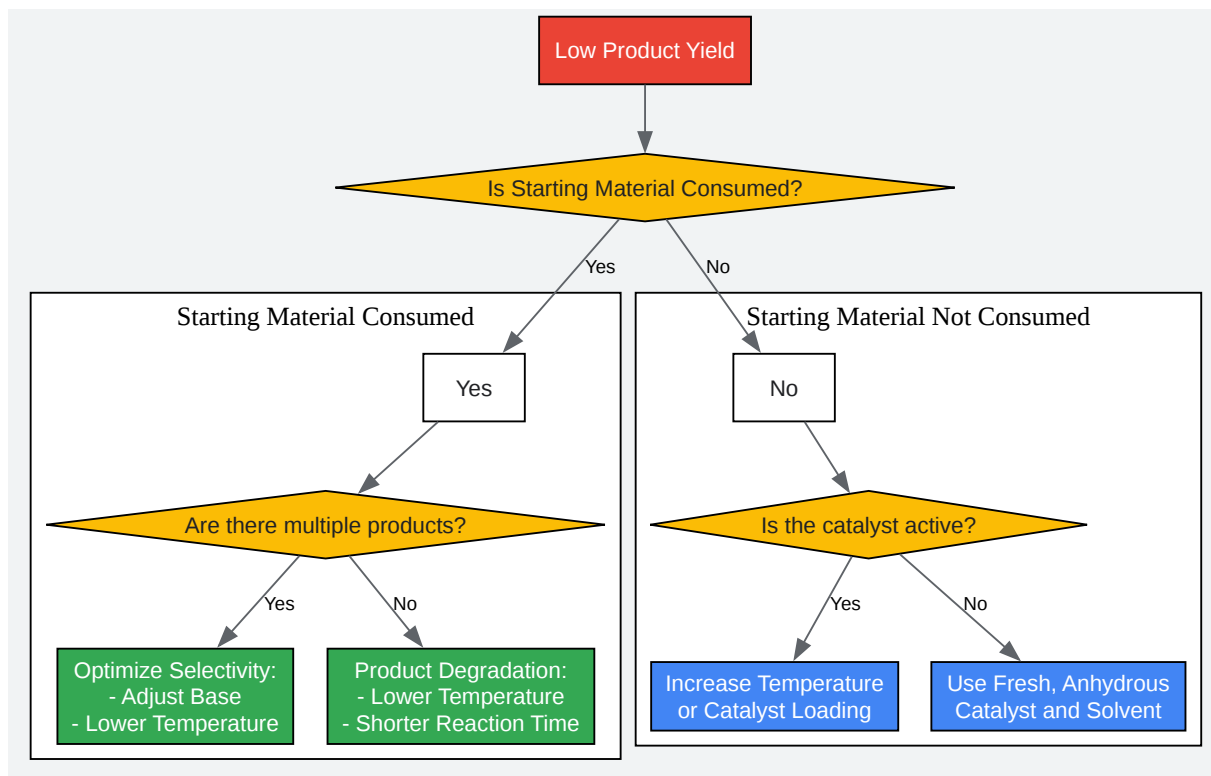 Low Product Yield
Is Starting Material Consumed?
Yes
No
Starting Material Consumed
Starting Material Not Consumed
Yes
No
Are there multiple products?
Is the catalyst active?
Yes
No
Yes
No
Optimize Selectivity:
- Adjust Base
- Lower Temperature
Product Degradation:
- Lower Temperature
- Shorter Reaction Time
Increase Temperature
or Catalyst Loading
Use Fresh, Anhydrous
Catalyst and Solvent